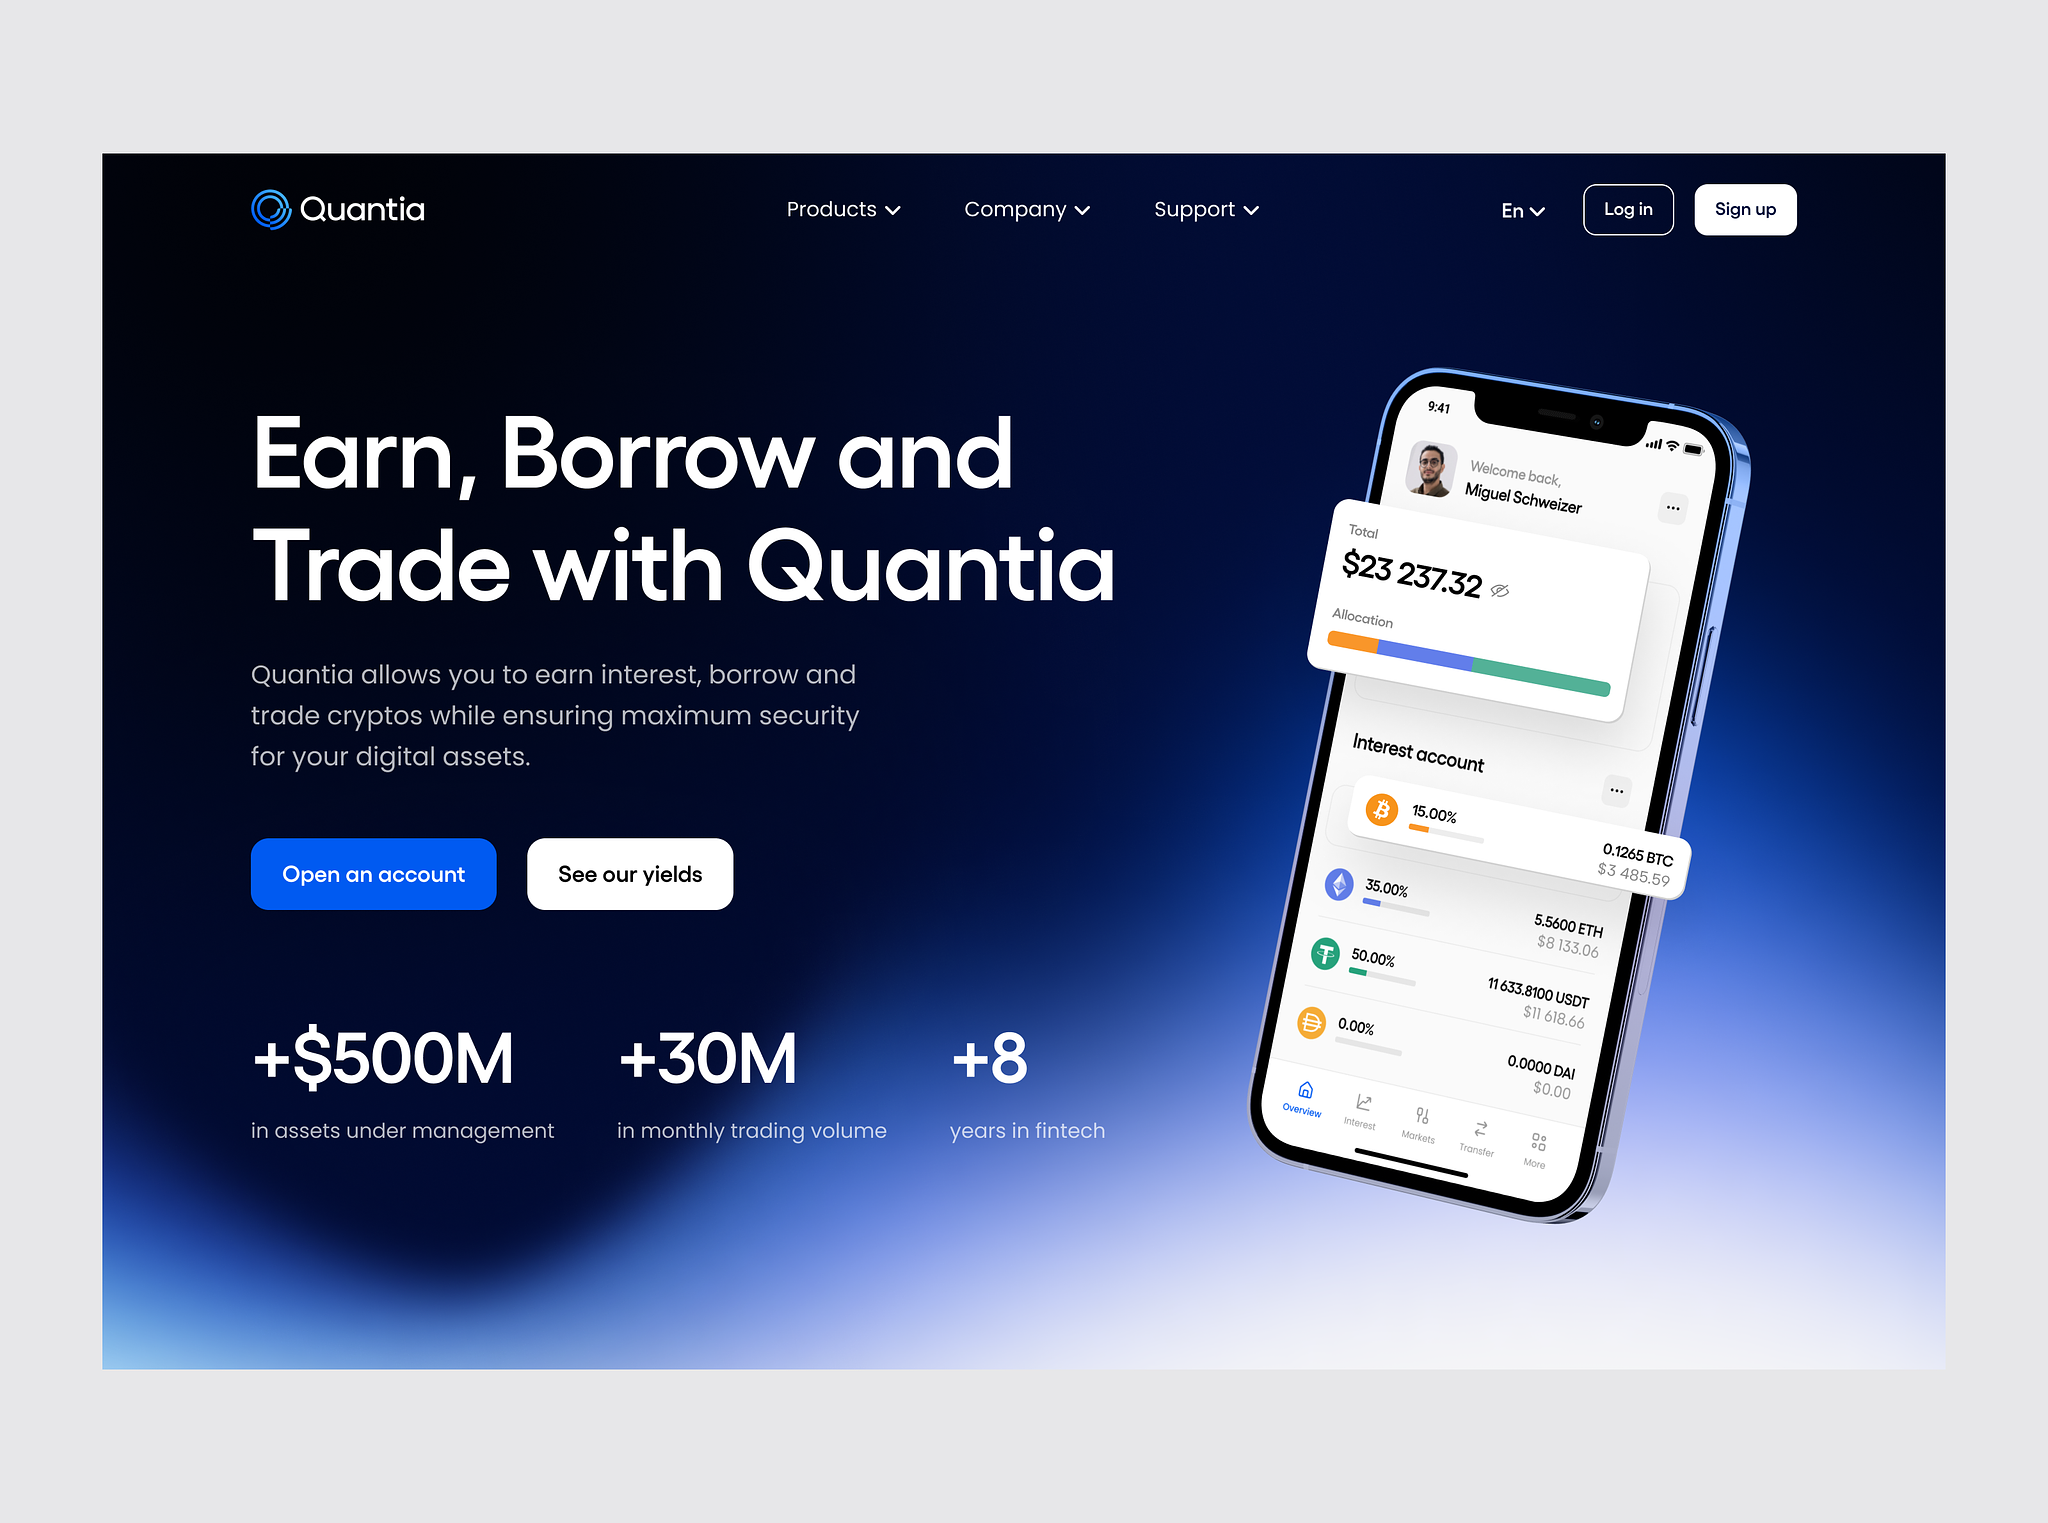 Quantia
Products
Company
Support
En
Log in
Sign up
Earn, Borrow and
Trade with Quantia
Quantia allows you to earn interest, borrow and
trade cryptos while ensuring maximum security
for your digital assets.
Open an account
See our yields
+$500M
in assets under management
+30M
in monthly trading volume
+8
years in fintech
9:41
Welcome back,
Miguel Schweizer
Total
$23 237.32
Allocation
Interest account
15.00%
0.1265 BTC
$3 485.59
35.00%
5.5600 ETH
$8 133.06
50.00%
11 633.8100 USDT
$11 618.66
0.00%
0.0000 DAI
$0.00
Overview
Interest
Markets
Transfer
More